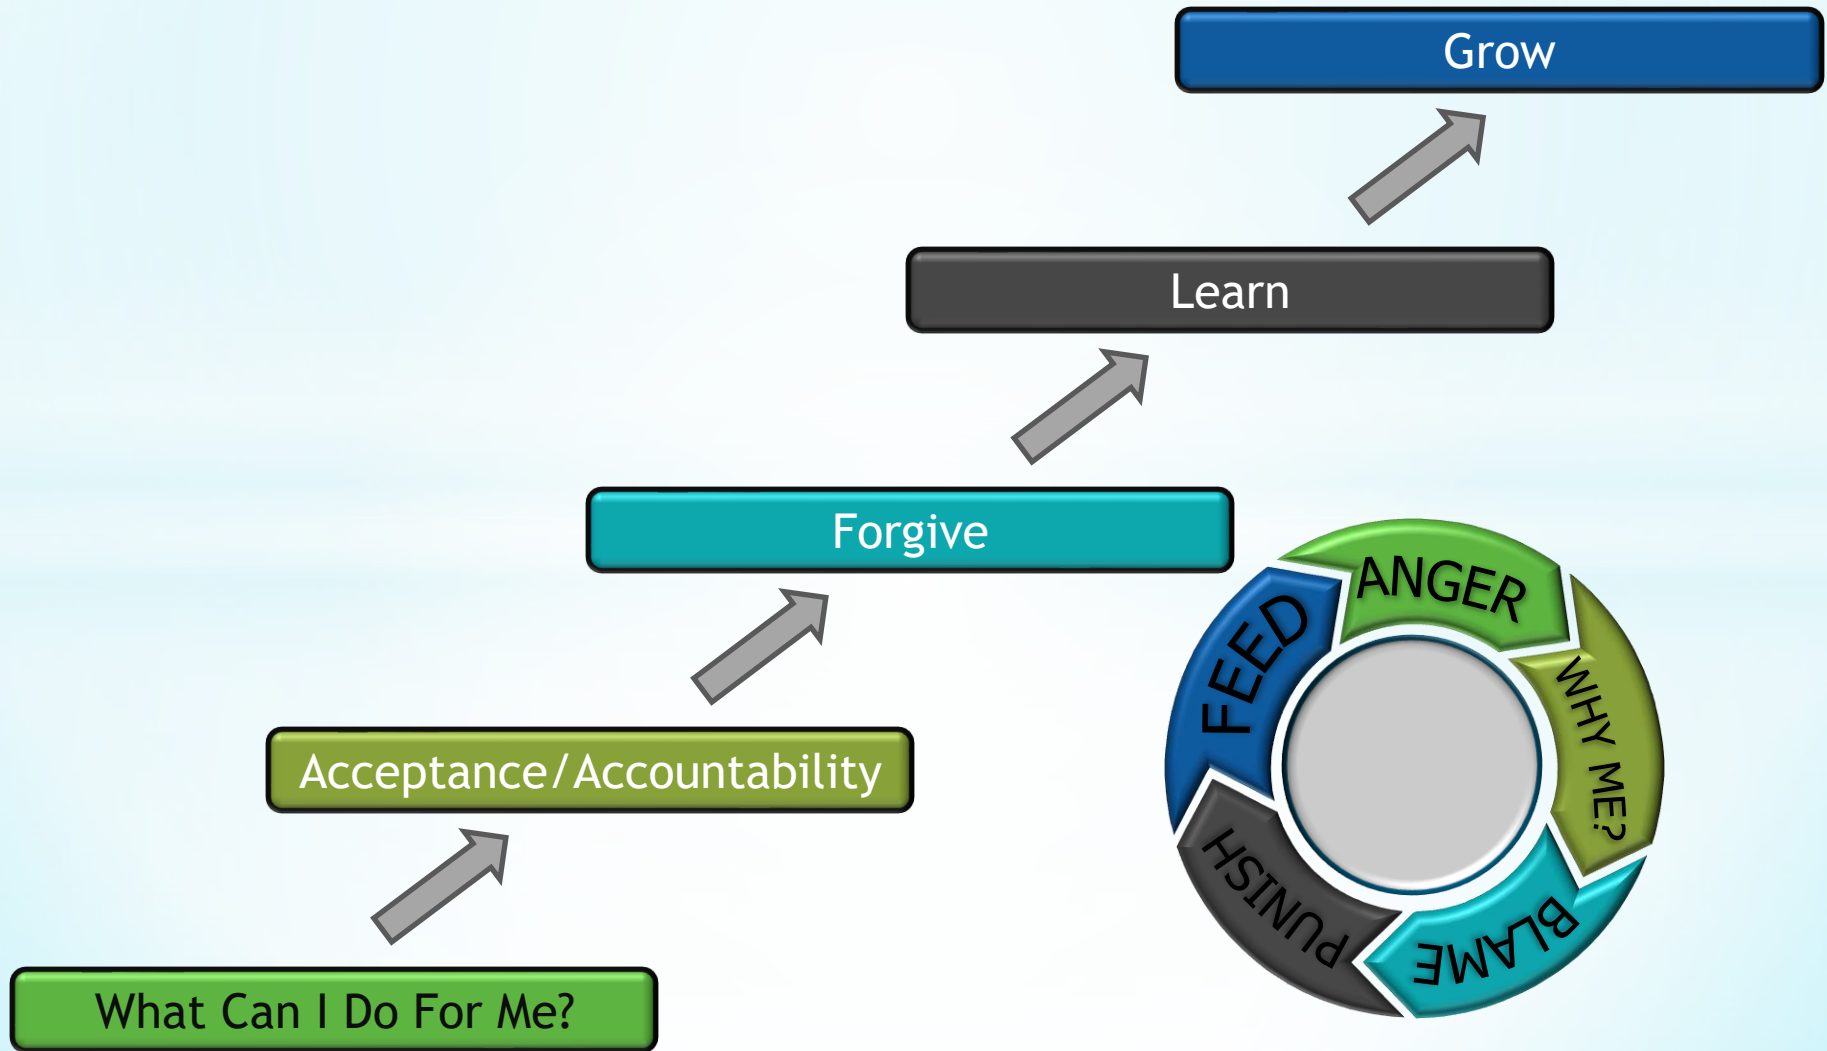 Grow
Learn
Forgive
Acceptance/Accountability
What Can I Do For Me?
ANGER
WHY ME?
BLAME
PUNISH
FEED